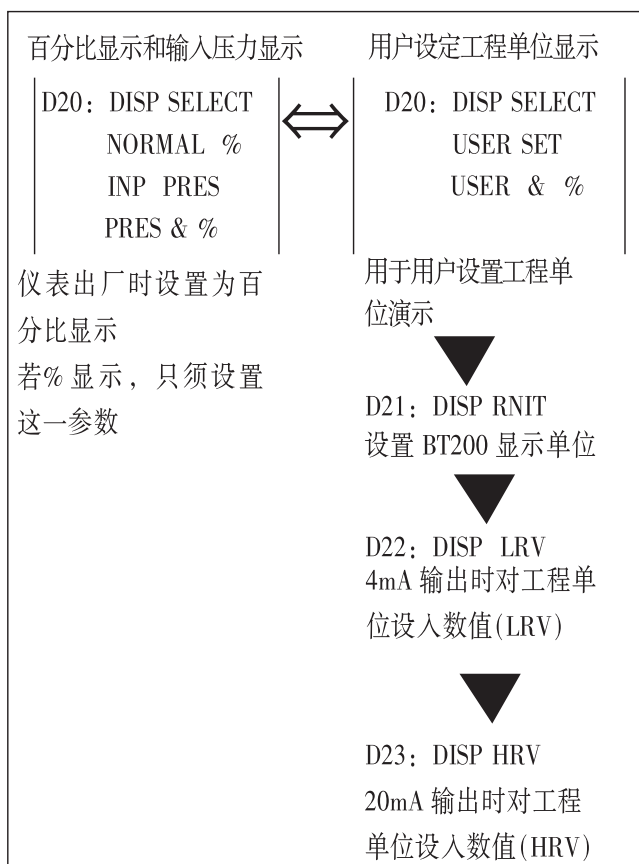 百分比显示和输入压力显示
D20: DISP SELECT
NORMAL %
INP PRES
PRES & %
仪表出厂时设置为百
分比显示
若%显示，只须设置
这一参数
用户设定工程单位显示
D20: DISP SELECT
USER SET
USER & %
用于用户设置工程单
位演示
D21: DISP RNIT
设置 BT200 显示单位
D22: DISP LRV
4mA 输出时对工程单
位设入数值(LRV)
D23: DISP HRV
20mA 输出时对工程
单位设入数值(HRV)